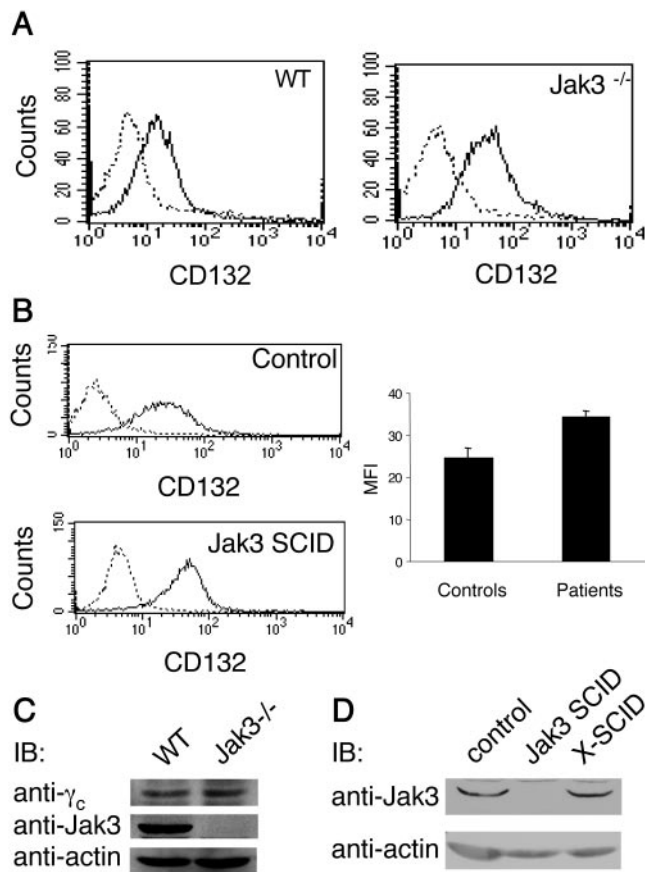 A
Counts
100
80
60
40
20
0
WT
10^0 10^1 10^2 10^3 10^4
CD132
100
80
60
40
20
0
Jak3 -/-
10^0 10^1 10^2 10^3 10^4
CD132
B
Counts
150
0
Control
10^0 10^1 10^2 10^3 10^4
CD132
Counts
150
0
Jak3 SCID
10^0 10^1 10^2 10^3 10^4
CD132
MFI
40
30
20
10
0
Controls Patients
C
IB:
WT Jak3-/-
anti-γc
anti-Jak3
anti-actin
D
IB:
control Jak3 SCID X-SCID
anti-Jak3
anti-actin